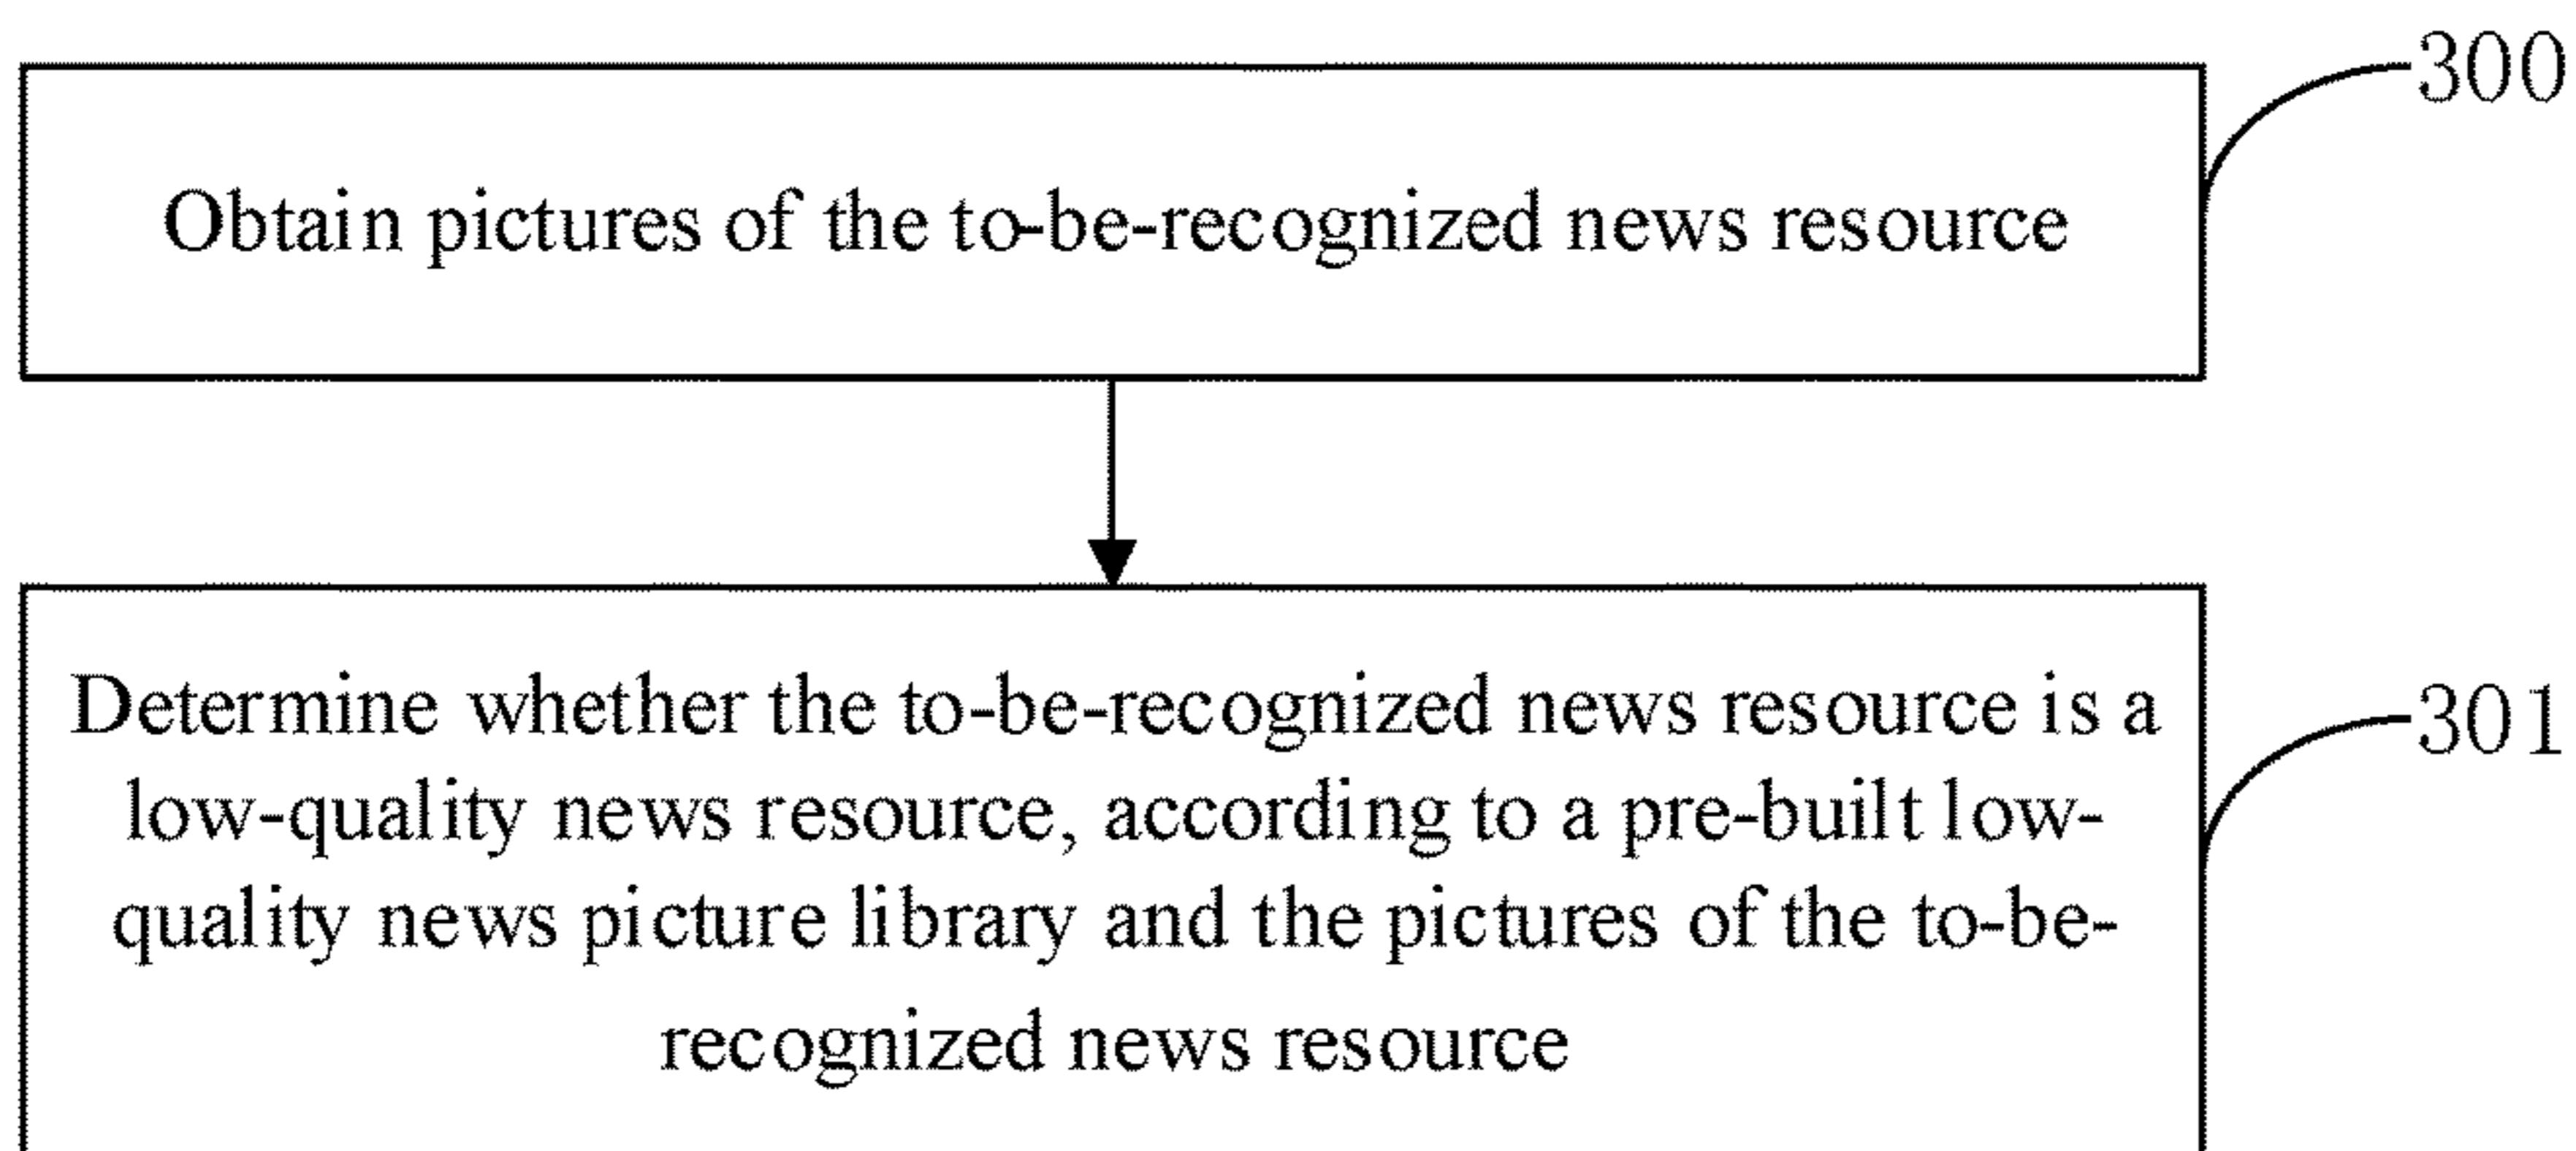 300
Obtain pictures of the to-be-recognized news resource
Determine whether the to-be-recognized news resource is a
low-quality news resource, according to a pre-built low-
quality news picture library and the pictures of the to-be-
recognized news resource
301